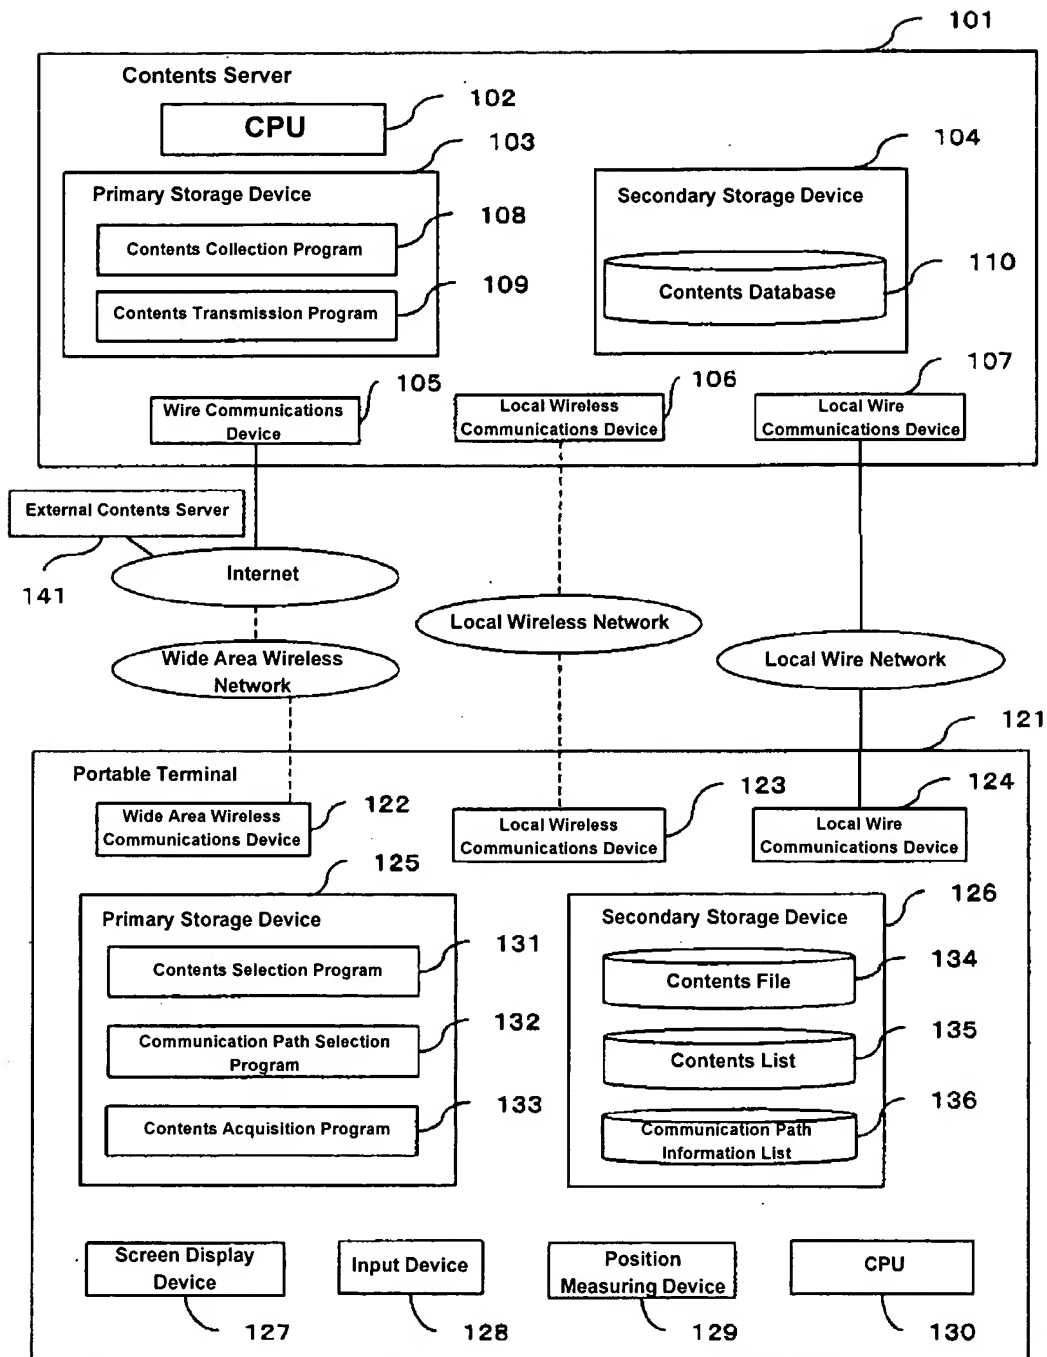 101
Contents Server
102
CPU
103
104
Primary Storage Device
Secondary Storage Device
108
Contents Collection Program
109
110
Contents Database
Contents Transmission Program
105
106
107
Wire Communications
Device
Local Wireless
Communications Device
Local Wire
Communications Device
External Contents Server
141
Internet
Local Wireless Network
Wide Area Wireless
Network
Local Wire Network
121
Portable Terminal
122
123
124
Wide Area Wireless
Communications Device
Local Wireless
Communications Device
Local Wire
Communications Device
125
126
Primary Storage Device
Secondary Storage Device
131
Contents Selection Program
134
Contents File
132
Communication Path Selection
Program
135
Contents List
133
Contents Acquisition Program
136
Communication Path
Information List
Screen Display
Device
Input Device
Position
Measuring Device
CPU
127
128
129
130